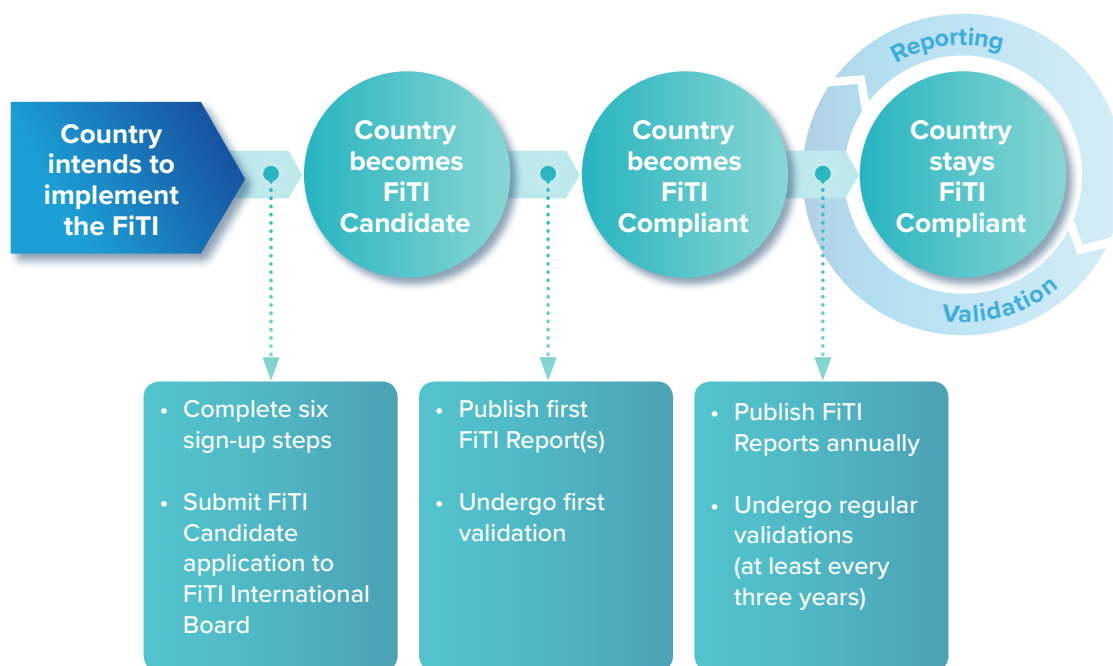 Country
intends to
implement
the FiTI
Country
becomes
FiTI
Candidate
Country
becomes
FiTI
Compliant
Reporting
Country
stays
FiTI
Compliant
Validation
• Complete six
sign-up steps
• Submit FiTI
Candidate
application to
FiTI International
Board
• Publish first
FiTI Report(s)
• Undergo first
validation
• Publish FiTI
Reports annually
• Undergo regular
validations
(at least every
three years)